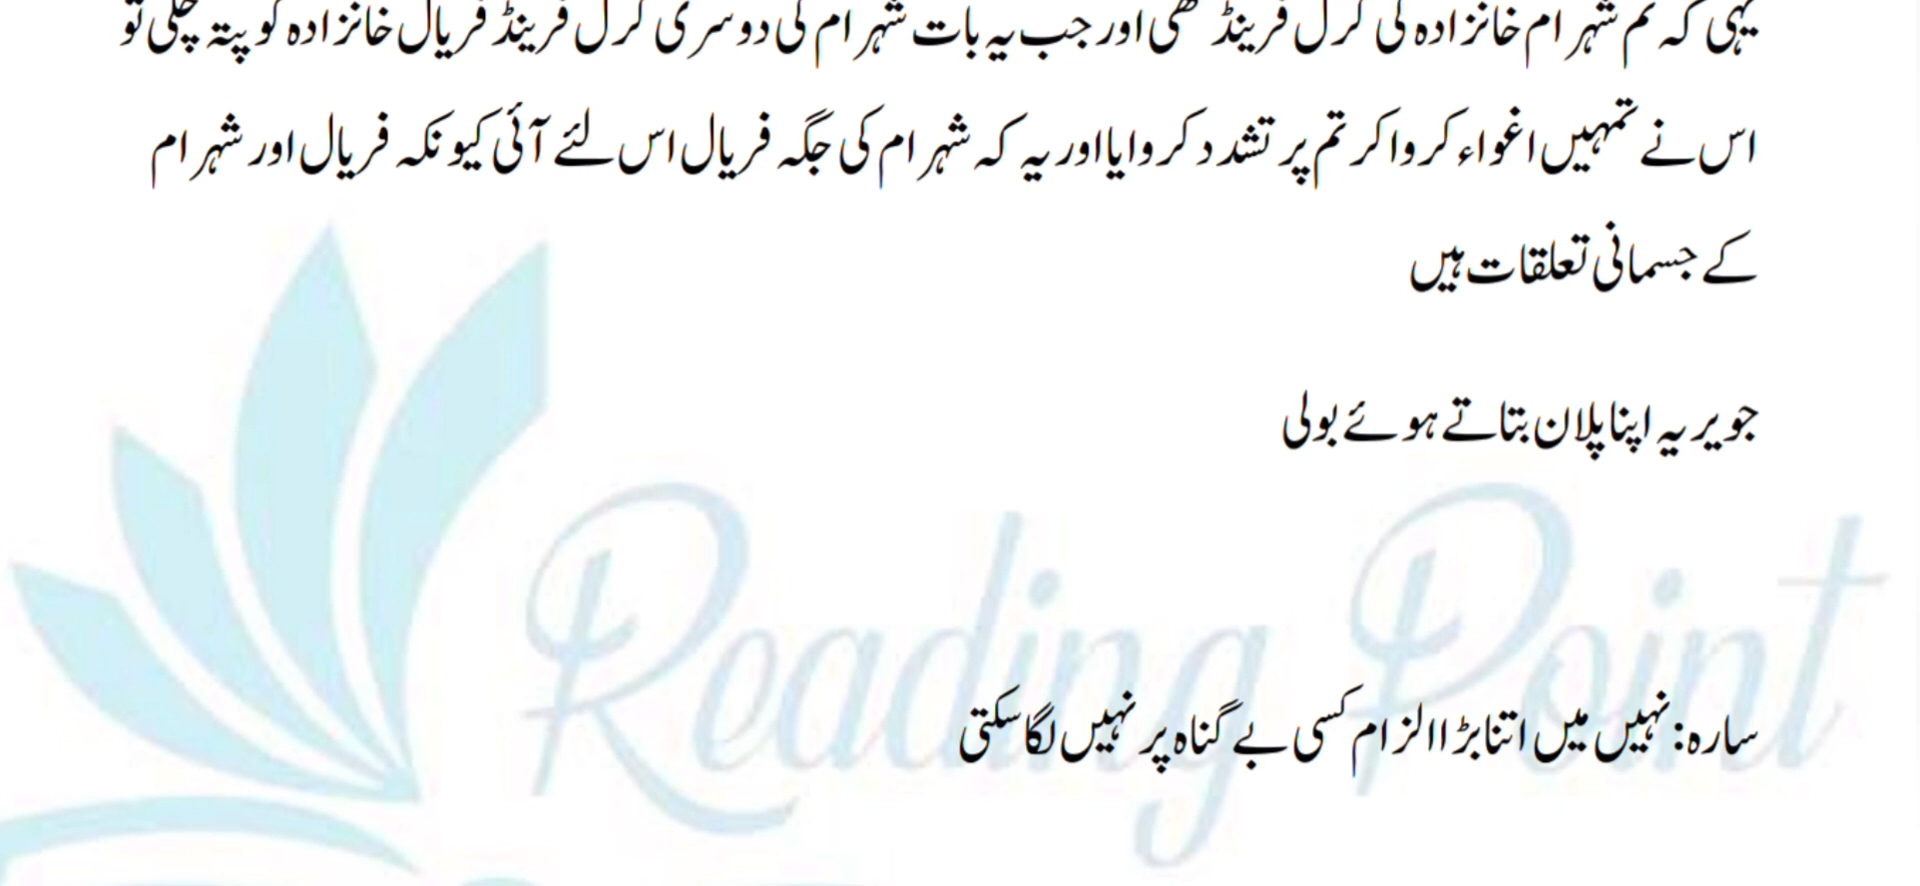 یہی کہ تم شہرام خانزادہ کی گرل فرینڈ تھی اور جب یہ بات شہرام کی دوسری گرل فرینڈ فریال خانزادہ کو پتہ چلی تو
اس نے تمہیں اغواء کروا کر تم پر تشدد کروایا اور یہ کہ شہرام کی جگہ فریال اس لئے آئی کیونکہ فریال اور شہرام
کے جسمانی تعلقات ہیں
جویریہ اپنا پلان بتاتے ہوئے بولی
Reading Point
سارہ: نہیں میں اتنا بڑا الزام کسی بے گناہ پر نہیں لگا سکتی